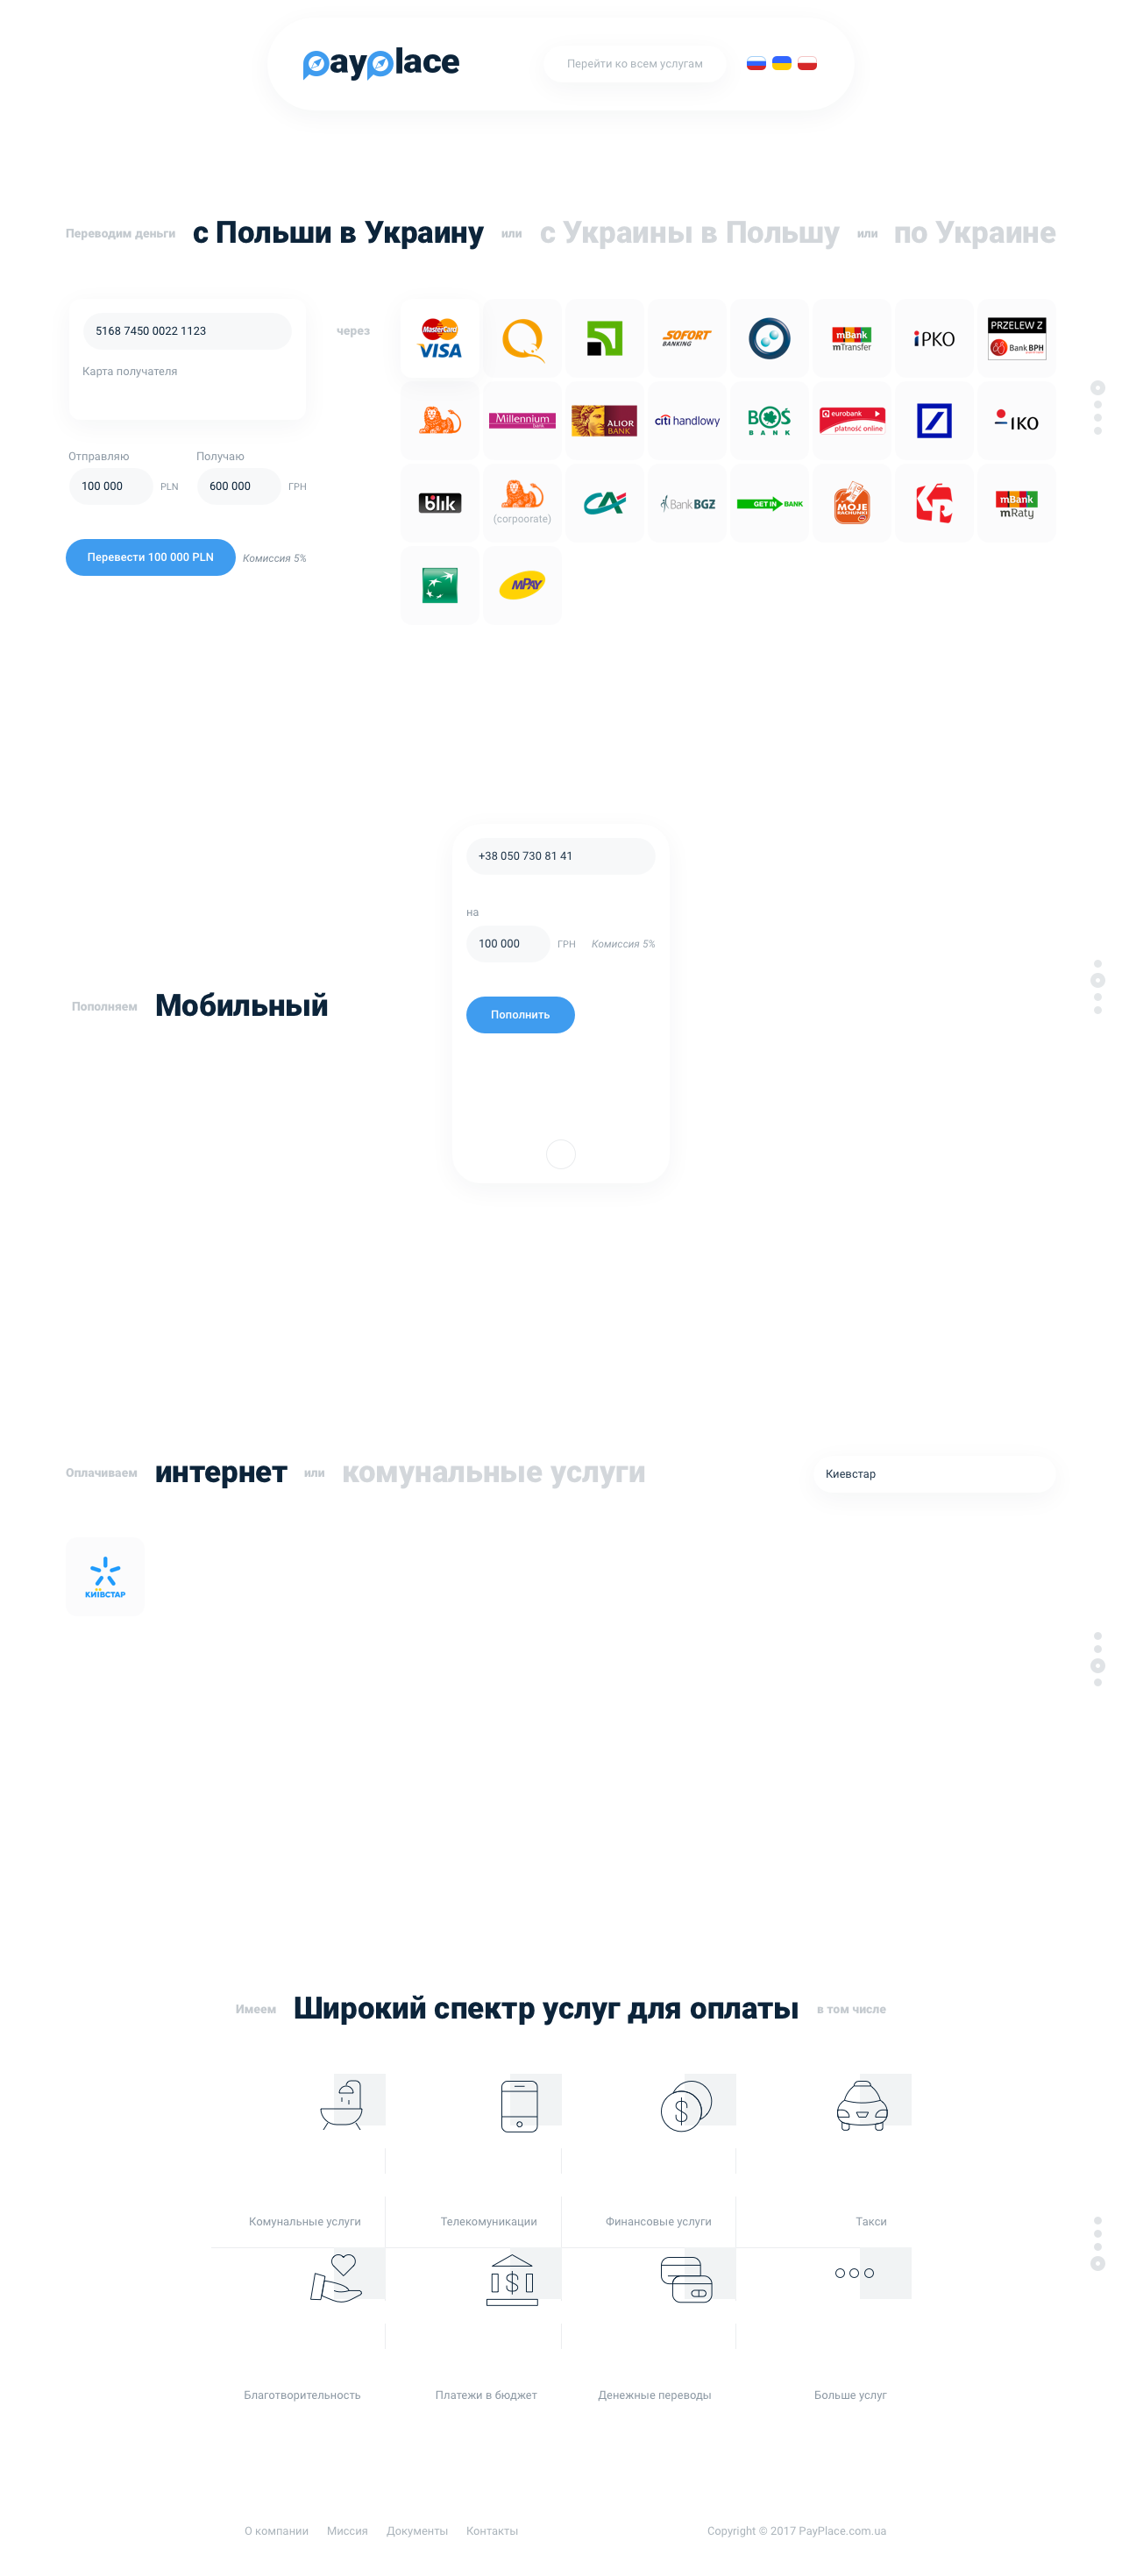 payplace
Перейти ко всем услугам
Переводим деньги с Польши в Украину или с Украины в Польшу или по Украине
5168 7450 0022 1123
Карта получателя
через
MasterCard
VISA
SOFORT
BANKING
mBank
mTransfer
iPKO
PRZELEW Z
Bank BPH
Millennium
bank
ALIOR
BANK
citi handlowy
BOŚ
BANK
eurobank
płatność online
IKO
Отправляю
Получаю
100 000 PLN
600 000 ГРН
blik
(corpoorate)
CA
Bank BGZ
GET IN BANK
MOJE
RACHUNKI
mBank
mRaty
Перевести 100 000 PLN
Комиссия 5%
MPAY
+38 050 730 81 41
на
100 000 ГРН Комиссия 5%
Пополняем Мобильный
Пополнить
Оплачиваем интернет или комунальные услуги
Киевстар
КИЇВСТАР
Имеем Широкий спектр услуг для оплаты в том числе
Комунальные услуги
Телекомуникации
Финансовые услуги
Такси
Благотворительность
Платежи в бюджет
Денежные переводы
Больше услуг
О компании Миссия Документы Контакты
Copyright © 2017 PayPlace.com.ua